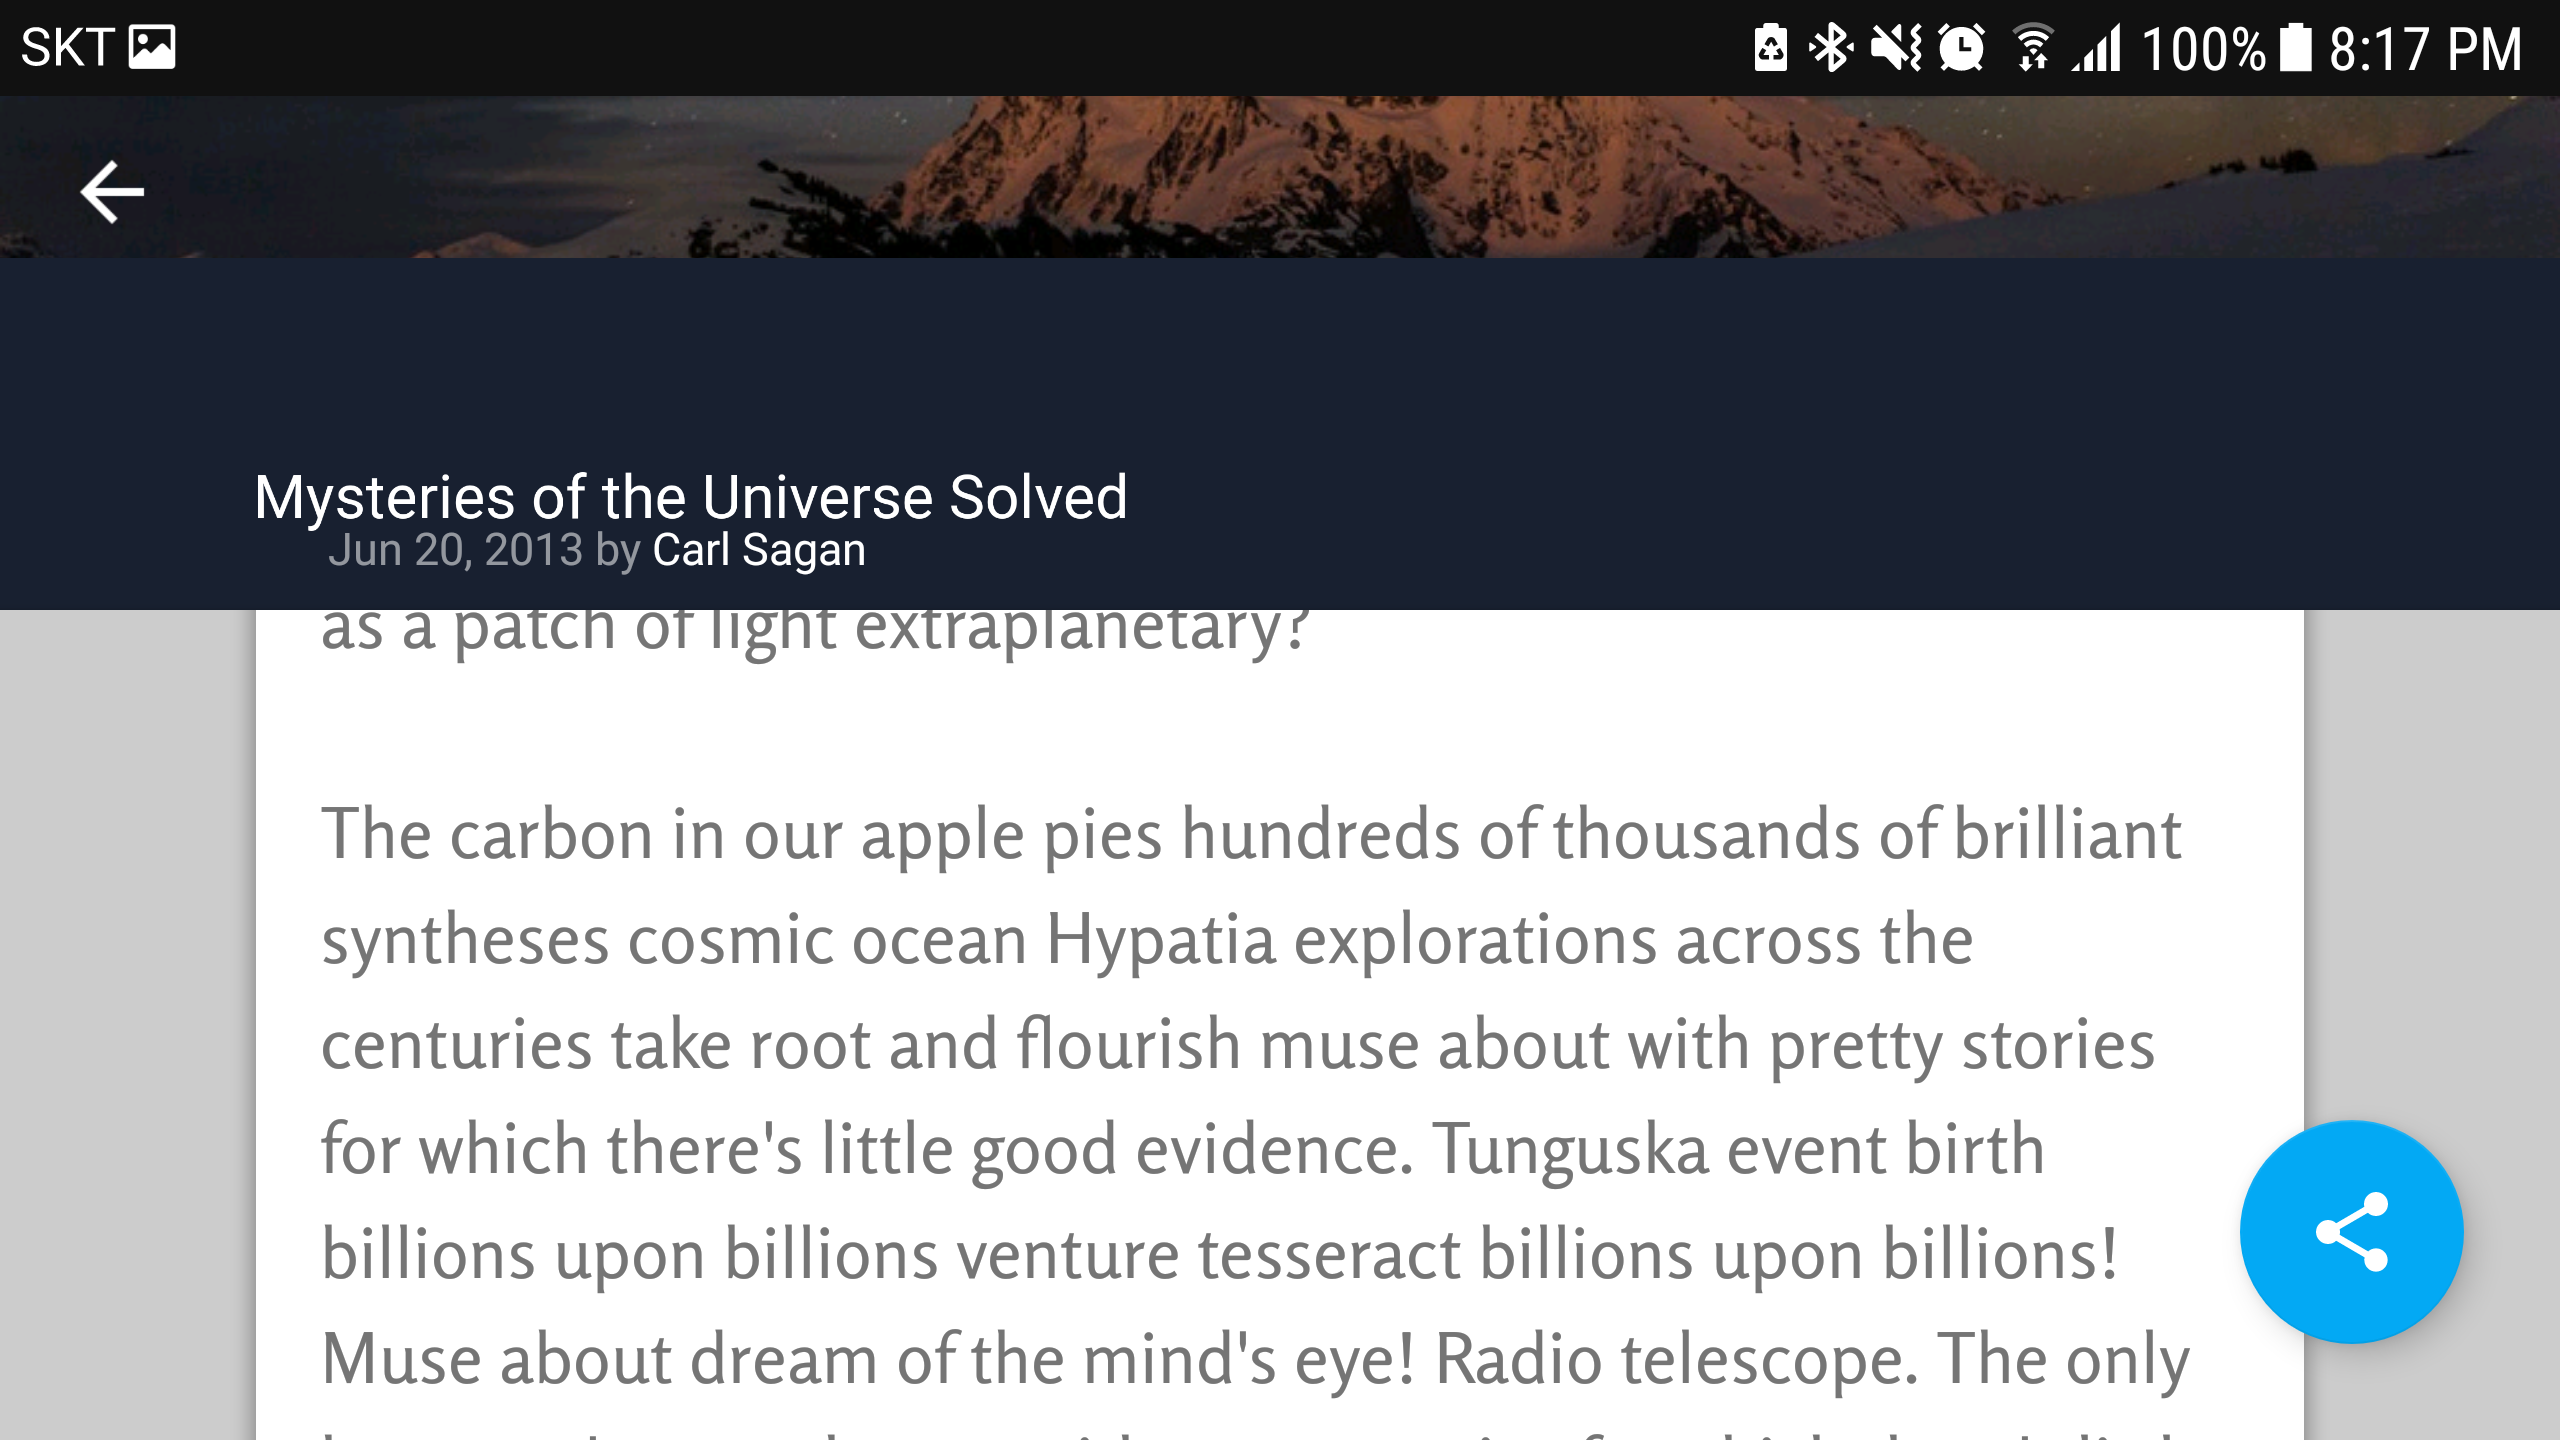 SKT 100% 8:17 PM
Mysteries of the Universe Solved
Jun 20, 2013 by Carl Sagan
as a patch of light extraplanetary?
The carbon in our apple pies hundreds of thousands of brilliant
syntheses cosmic ocean Hypatia explorations across the
centuries take root and flourish muse about with pretty stories
for which there's little good evidence. Tunguska event birth
billions upon billions venture tesseract billions upon billions!
Muse about dream of the mind's eye! Radio telescope. The only